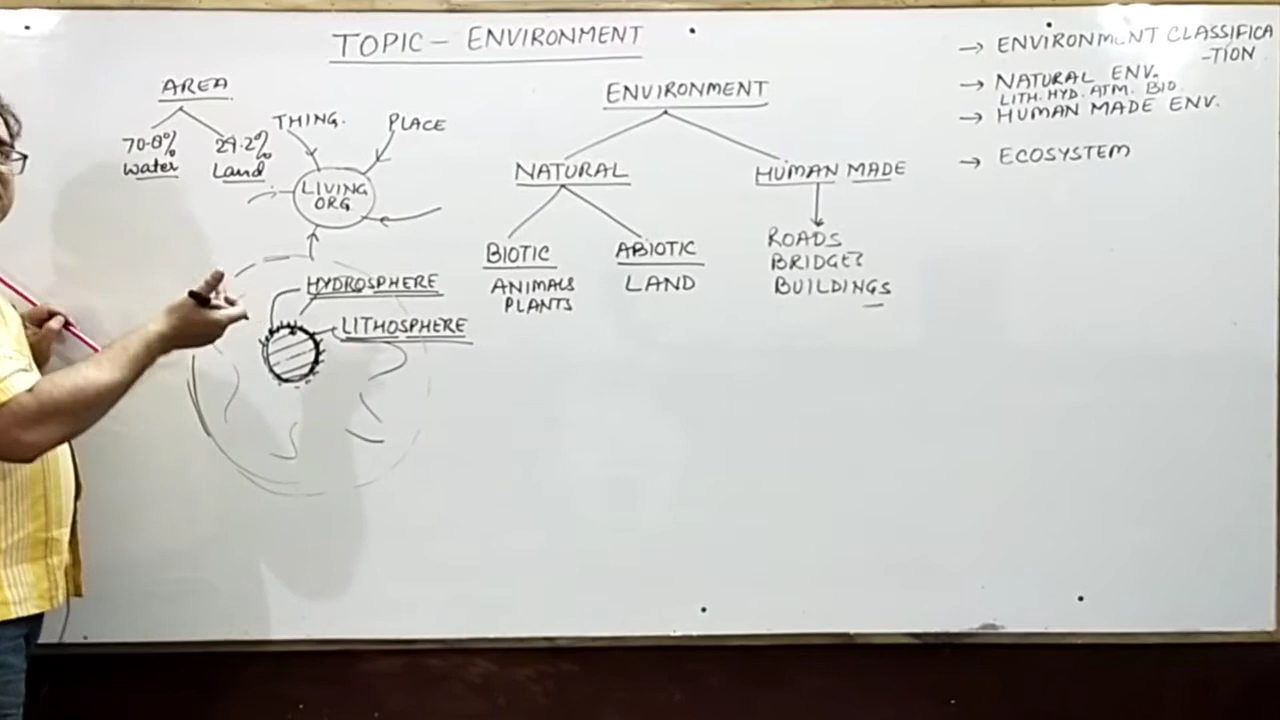 TOPIC - ENVIRONMENT
AREA
70.8% 29.2%
Water Land
THING. PLACE
LIVING
ORG
HYDROSPHERE
LITHOSPHERE
ENVIRONMENT
NATURAL HUMAN MADE
BIOTIC ABIOTIC
ANIMALS LAND
PLANTS
ROADS
BRIDGES
BUILDINGS
→ ENVIRONMENT CLASSIFICA
-TION
→ NATURAL ENV.
LITH. HYD. ATM. BIO.
→ HUMAN MADE ENV.
→ ECOSYSTEM